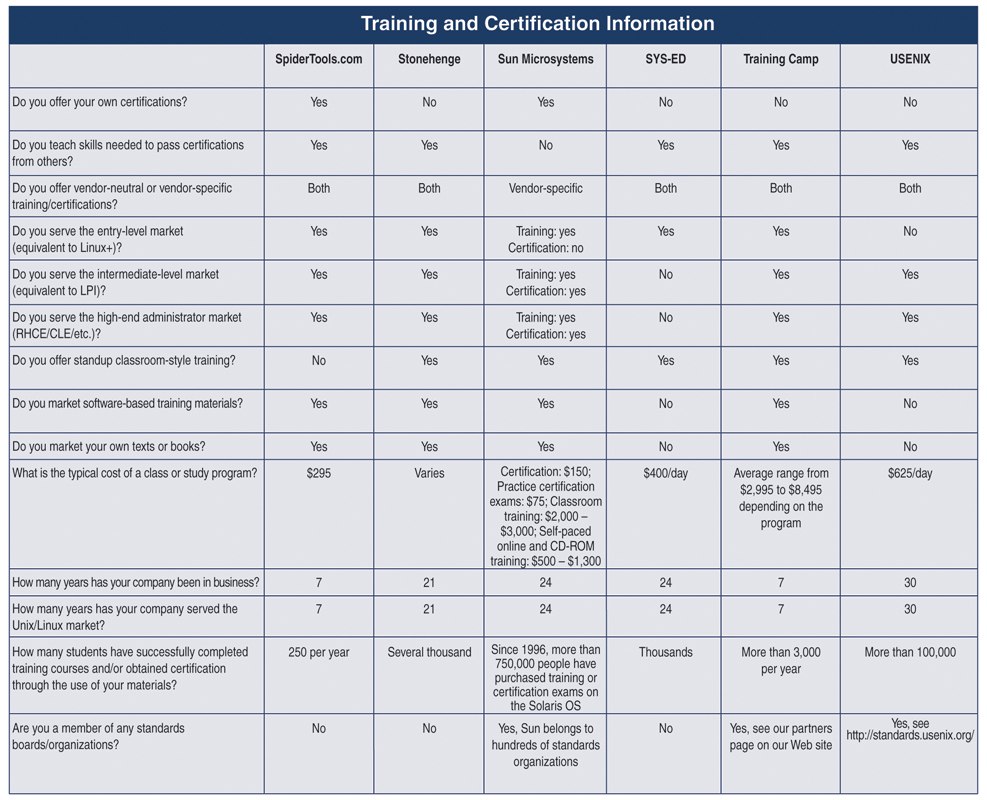 Training and Certification Information
SpiderTools.com Stonehenge Sun Microsystems SYS-ED Training Camp USENIX
Do you offer your own certifications? Yes No Yes No No No
Do you teach skills needed to pass certifications
from others? Yes Yes No Yes Yes Yes
Do you offer vendor-neutral or vendor-specific
training/certifications? Both Both Vendor-specific Both Both Both
Do you serve the entry-level market
(equivalent to Linux+)? Yes Yes Training: yes
Certification: no Yes Yes No
Do you serve the intermediate-level market
(equivalent to LPI)? Yes Yes Training: yes
Certification: yes No Yes Yes
Do you serve the high-end administrator market
(RHCE/CLE/etc.)? Yes Yes Training: yes
Certification: yes No Yes Yes
Do you offer standup classroom-style training? No Yes Yes Yes Yes Yes
Do you market software-based training materials? Yes Yes Yes No Yes No
Do you market your own texts or books? Yes Yes Yes No Yes No
What is the typical cost of a class or study program? $295 Varies Certification: $150;
Practice certification
exams: $75; Classroom
training: $2,000 –
$3,000; Self-paced
online and CD-ROM
training: $500 – $1,300 $400/day Average range from
$2,995 to $8,495
depending on the
program $625/day
How many years has your company been in business? 7 21 24 24 7 30
How many years has your company served the
Unix/Linux market? 7 21 24 24 7 30
How many students have successfully completed
training courses and/or obtained certification
through the use of your materials? 250 per year Several thousand Since 1996, more than
750,000 people have
purchased training or
certification exams on
the Solaris OS Thousands More than 3,000
per year More than 100,000
Are you a member of any standards
boards/organizations? No No Yes, Sun belongs to
hundreds of standards
organizations No Yes, see our partners
page on our Web site Yes, see
http://standards.usenix.org/